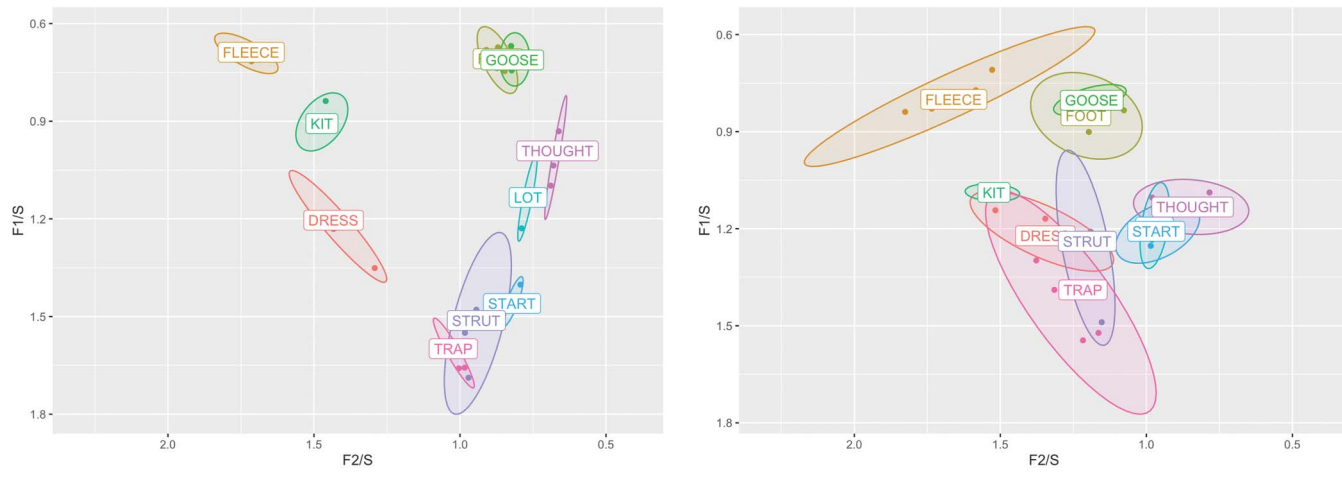 0.6
0.9
1.2
1.5
1.8
F1/S
FLEECE
GOOSE
KIT
THOUGHT
LOT
DRESS
START
STRUT
TRAP
2.0
1.5
1.0
0.5
F2/S
0.6
0.9
1.2
1.5
1.8
F1/S
FLEECE
GOOSE
FOOT
KIT
THOUGHT
START
DRESS
STRUT
TRAP
2.0
1.5
1.0
0.5
F2/S